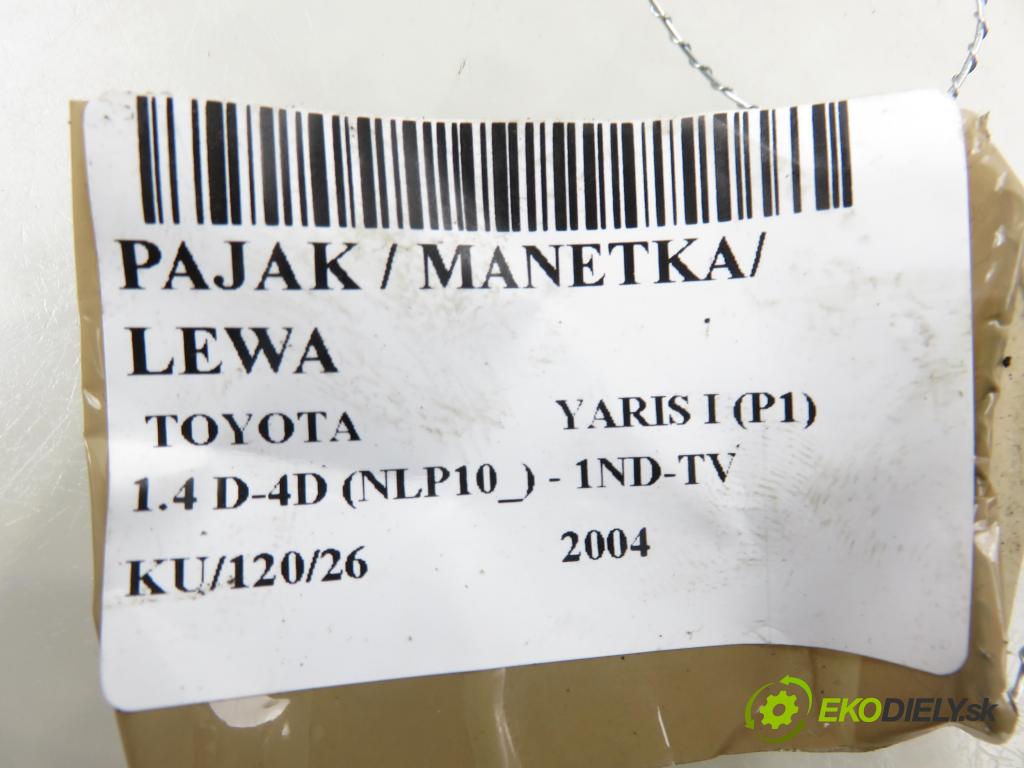 PAJAK / MANETKA/
LEWA
TOYOTA YARIS I (P1)
1.4 D-4D (NLP10_) - 1ND-TV
KU/120/26 2004
EKODIELY.sk